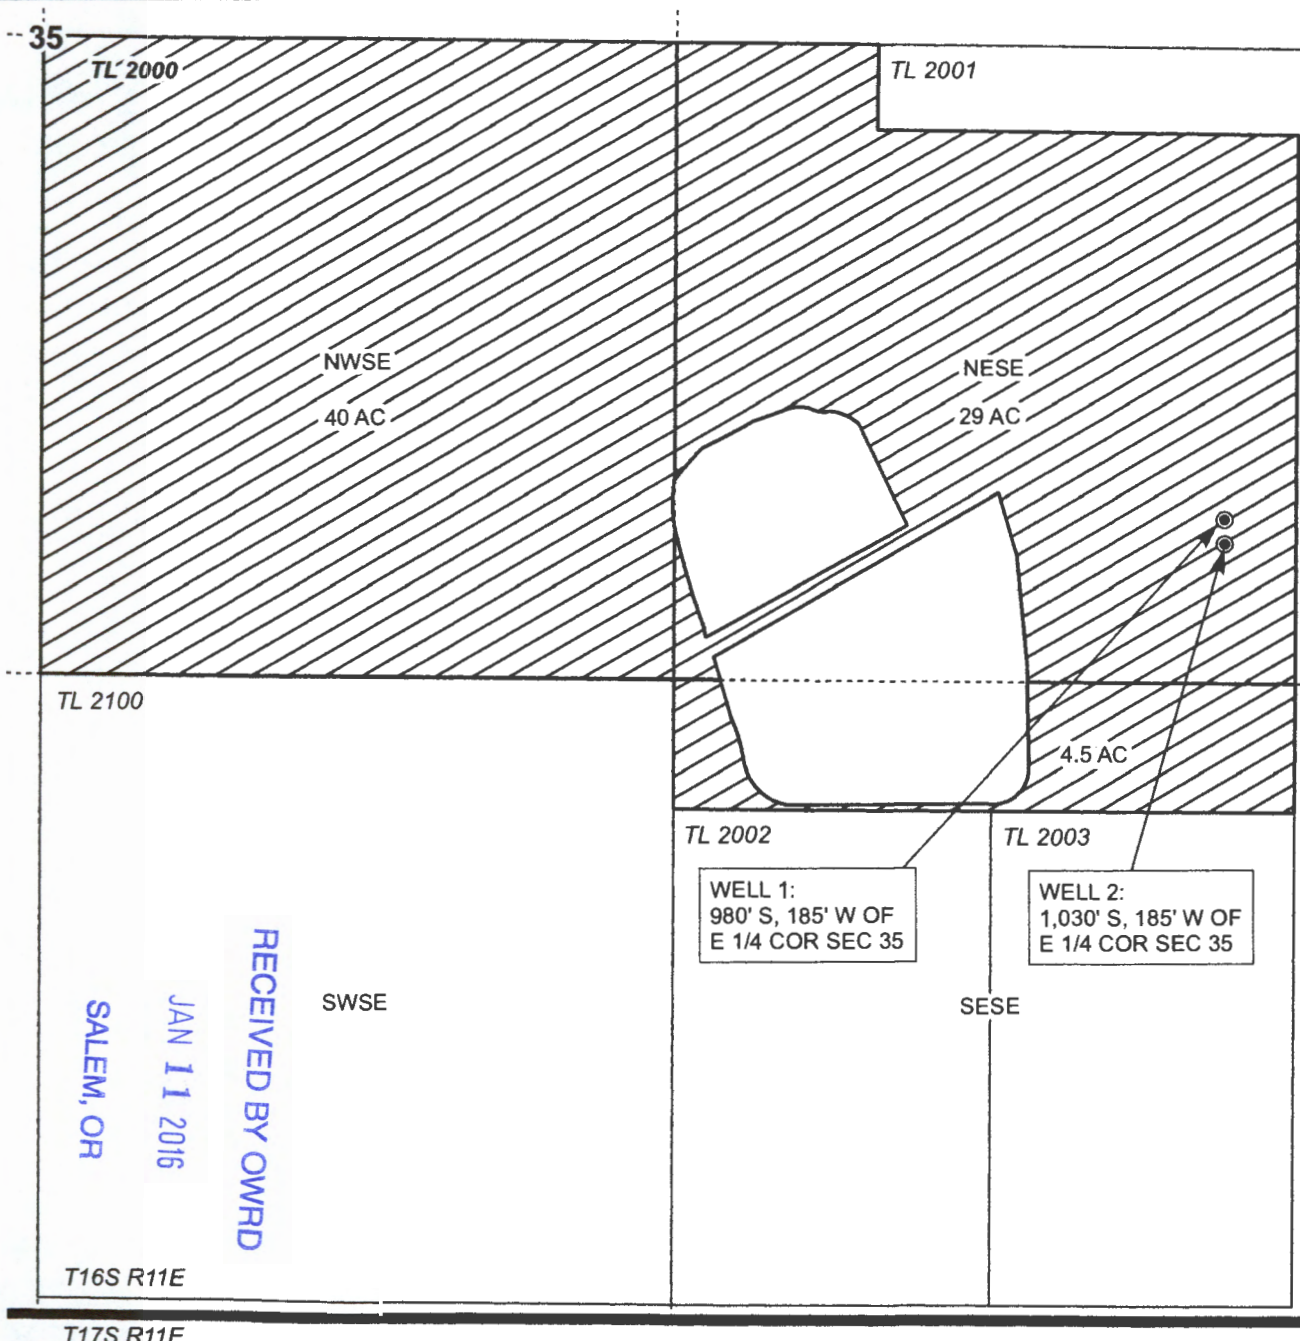 35
TL 2000
TL 2001
NWSE
40 AC
NESE
29 AC
TL 2100
4.5 AC
TL 2002
TL 2003
WELL 1:
980' S, 185' W OF
E 1/4 COR SEC 35
WELL 2:
1,030' S, 185' W OF
E 1/4 COR SEC 35
SWSE
SESE
RECEIVED BY OWRD
JAN 11 2016
SALEM, OR
T16S R11E
T17S R11E